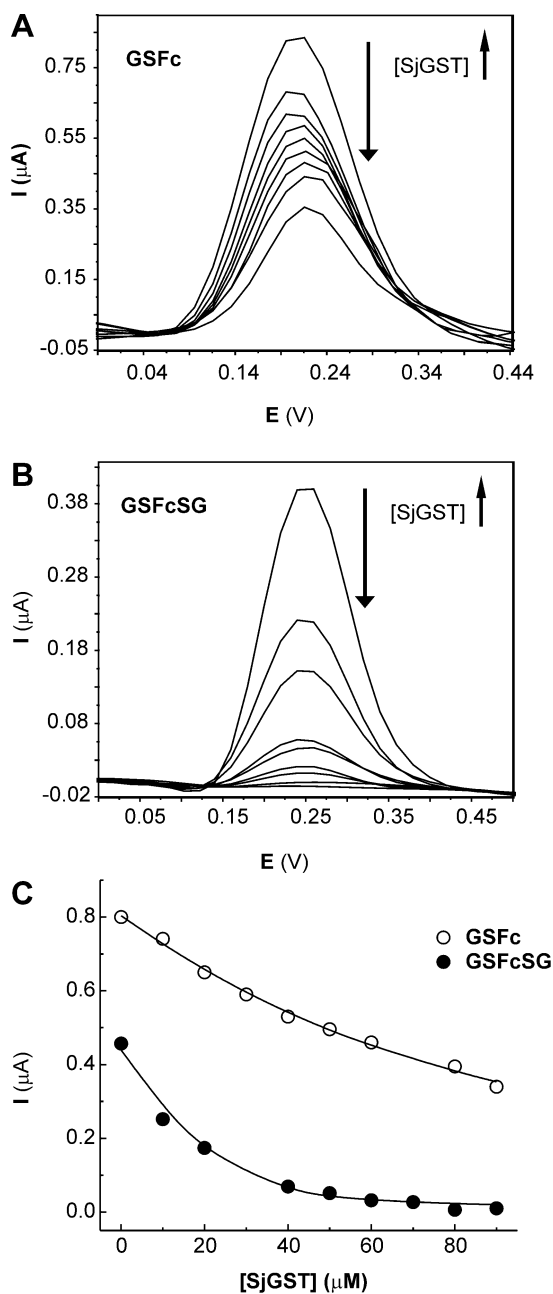 A
GSFc
[SjGST]
0.75
0.55
0.35
0.15
-0.05
I (μA)
0.04 0.14 0.24 0.34 0.44
E (V)
B
GSFcSG
[SjGST]
0.38
0.28
0.18
0.08
-0.02
I (μA)
0.05 0.15 0.25 0.35 0.45
E (V)
C
GSFc
GSFcSG
0.8
0.6
0.4
0.2
0.0
I (μA)
0 20 40 60 80
[SjGST] (μM)